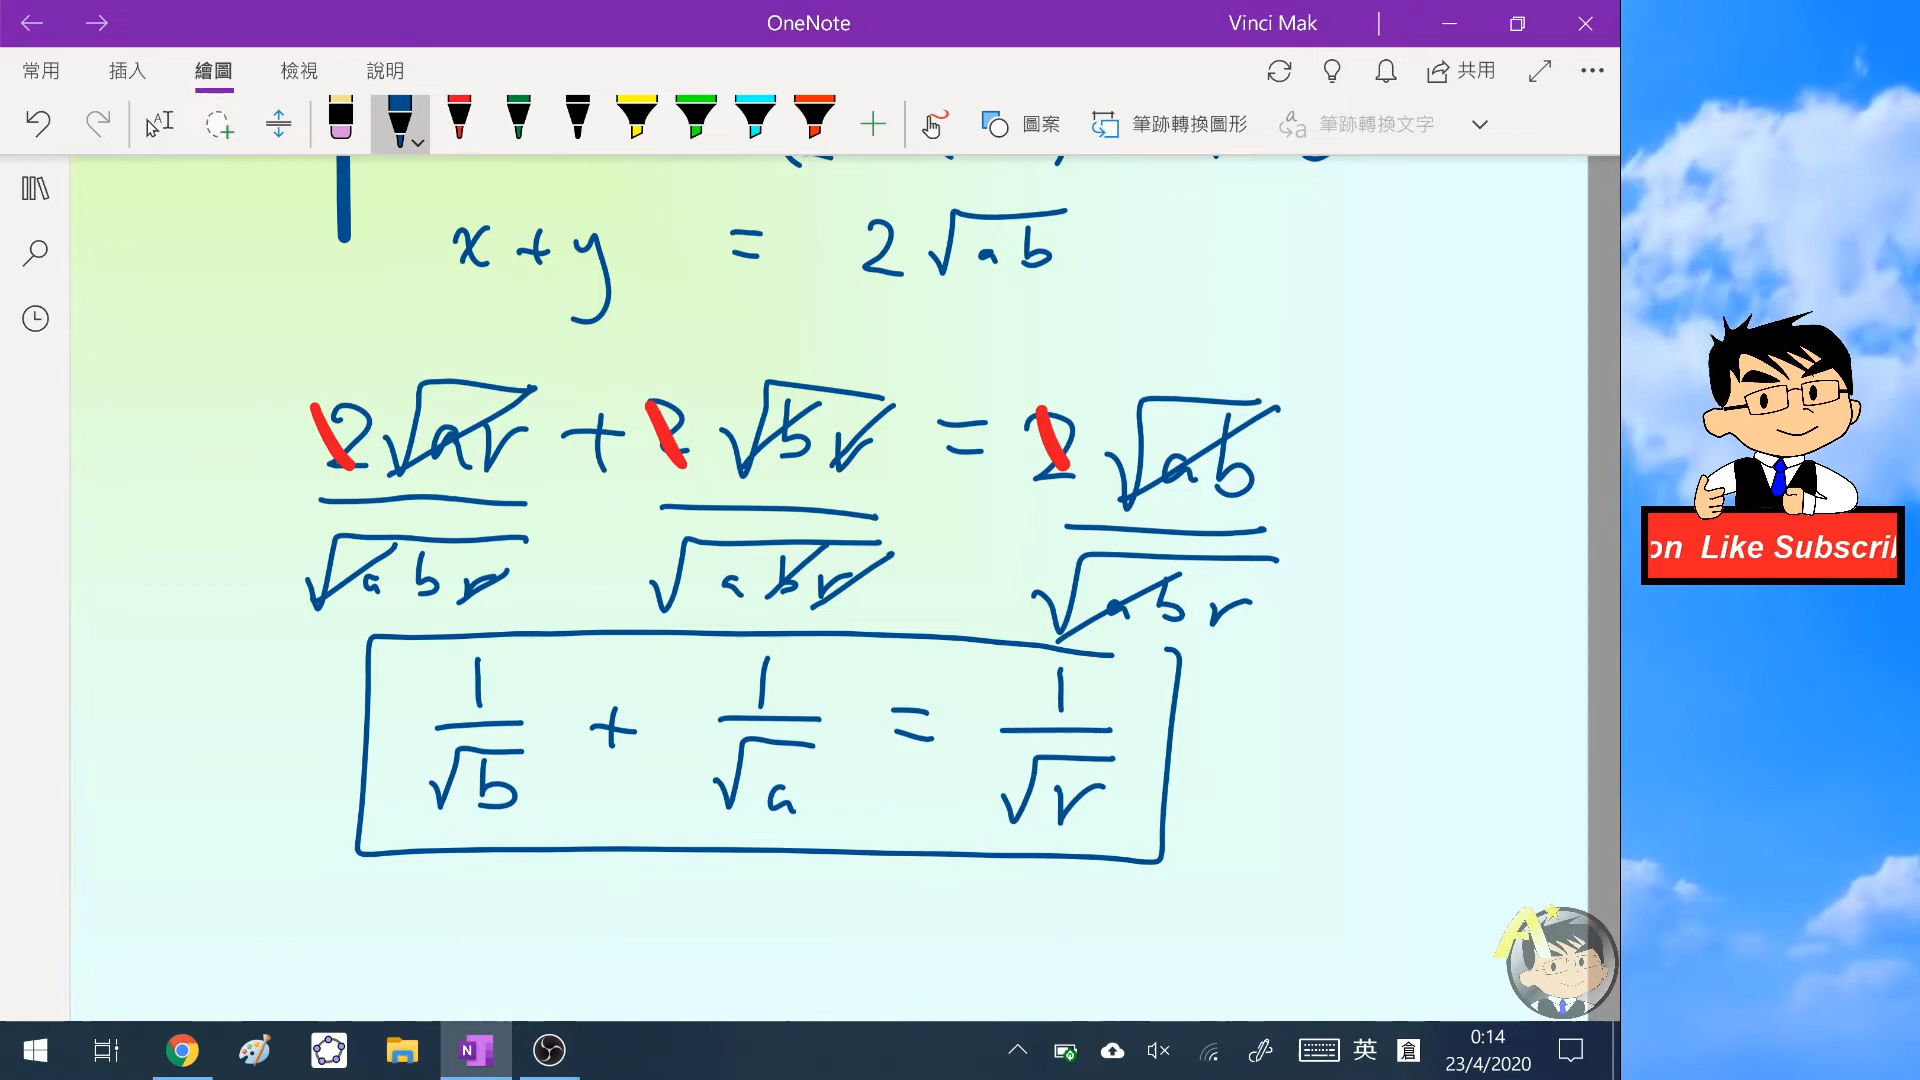 OneNote
Vinci Mak
常用 插入 繪圖 檢視 說明
共用
圖案 筆跡轉換圖形 筆跡轉換文字
x + y = 2√ab
2√ar + 2√br = 2√ab
√abr √abr √abr
1/√b + 1/√a = 1/√r
on Like Subscri
A
英 倉
0:14
23/4/2020